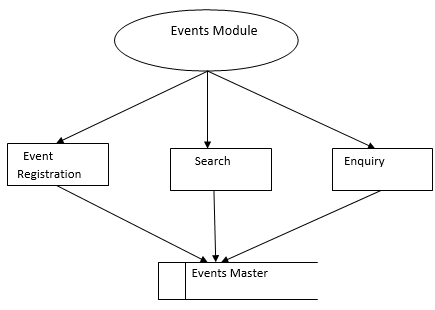 Events Module
Event
Registration
Search
Enquiry
Events Master